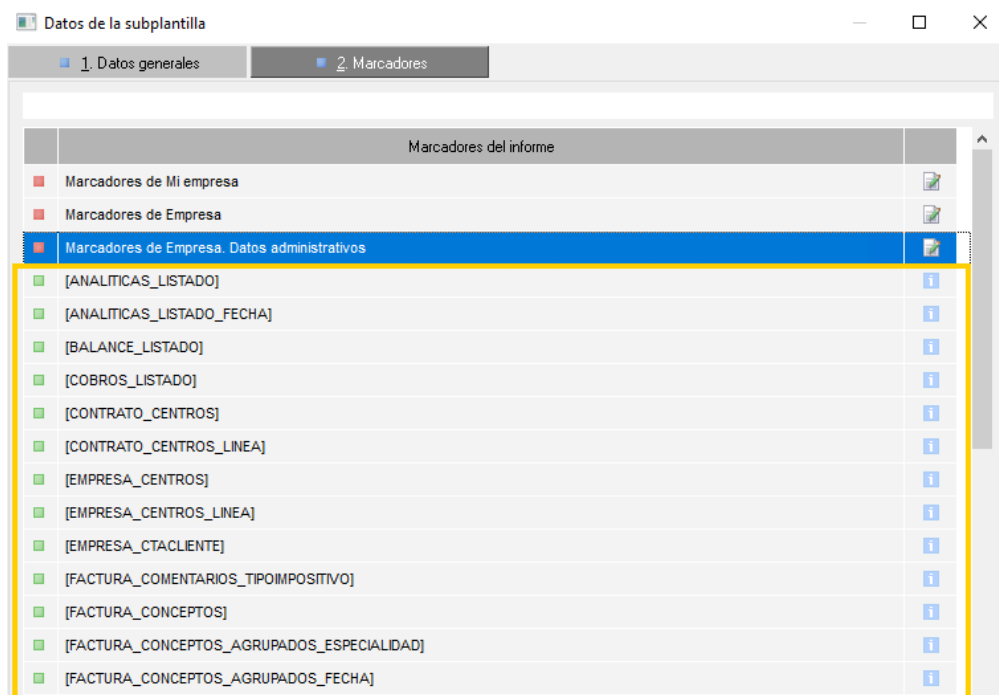 Datos de la subplantilla
1. Datos generales
2. Marcadores
Marcadores del informe
Marcadores de Mi empresa
Marcadores de Empresa
Marcadores de Empresa. Datos administrativos
[ANALITICAS_LISTADO]
[ANALITICAS_LISTADO_FECHA]
[BALANCE_LISTADO]
[COBROS_LISTADO]
[CONTRATO_CENTROS]
[CONTRATO_CENTROS_LINEA]
[EMPRESA_CENTROS]
[EMPRESA_CENTROS_LINEA]
[EMPRESA_CTACLIENTE]
[FACTURA_COMENTARIOS_TIPOIMPOSITIVO]
[FACTURA_CONCEPTOS]
[FACTURA_CONCEPTOS_AGRUPADOS_ESPECIALIDAD]
[FACTURA_CONCEPTOS_AGRUPADOS_FECHA]